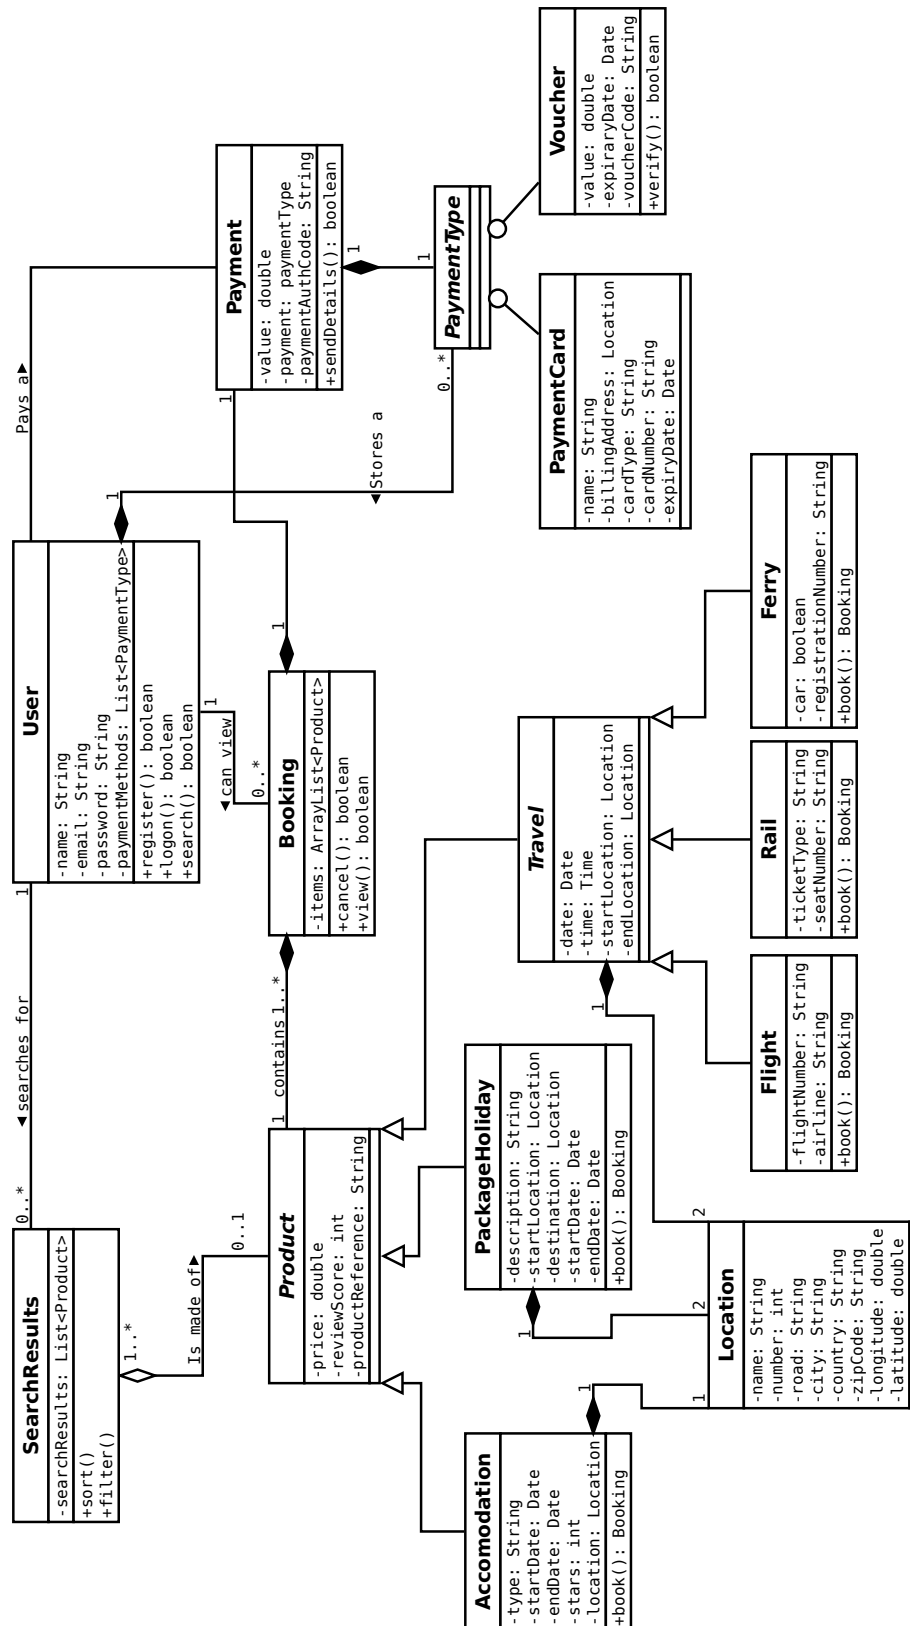 SearchResults
-searchResults: List<Product>
+sort()
+filter()
0..*
◄searches for
1
User
-name: String
-email: String
-password: String
-paymentMethods: List<PaymentType>
+register(): boolean
+logon(): boolean
+search(): boolean
Pays a►
1..*
Is made of►
0..1
1
◄can view
0..*
1
◄Stores a
0..*
Product
-price: double
-reviewScore: int
-productReference: String
1 contains 1..*
Booking
-items: ArrayList<Product>
+cancel(): boolean
+view(): boolean
1
1
Payment
-value: double
-payment: paymentType
-paymentAuthCode: String
+sendDetails(): boolean
1
1
PaymentType
Accomodation
-type: String
-startDate: Date
-endDate: Date
-stars: int
-location: Location
+book(): Booking
1
1
PackageHoliday
-description: String
-startLocation: Location
-destination: Location
-startDate: Date
-endDate: Date
+book(): Booking
1
2
Travel
-date: Date
-time: Time
-startLocation: Location
-endLocation: Location
1
2
PaymentCard
-name: String
-billingAddress: Location
-cardType: String
-cardNumber: String
-expiryDate: Date
Voucher
-value: double
-expiraryDate: Date
-voucherCode: String
+verify(): boolean
Location
-name: String
-number: int
-road: String
-city: String
-country: String
-zipCode: String
-longitude: double
-latitude: double
Flight
-flightNumber: String
-airline: String
+book(): Booking
Rail
-ticketType: String
-seatNumber: String
+book(): Booking
Ferry
-car: boolean
-registrationNumber: String
+book(): Booking